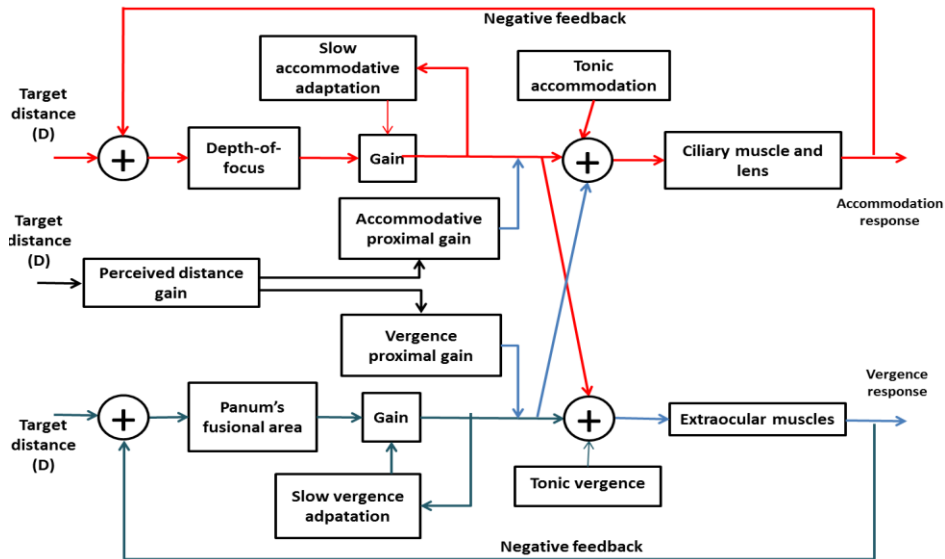 Negative feedback
Slow
accommodative
adaptation
Tonic
accommodation
Target
distance
(D)
+
Depth-of-
focus
Gain
+
Ciliary muscle and
lens
Accommodation
response
Target
distance
(D)
Accommodative
proximal gain
Perceived distance
gain
Vergence
proximal gain
Vergence
response
Target
distance
(D)
+
Panum's
fusional area
Gain
+
Extraocular muscles
Slow vergence
adpatation
Tonic vergence
Negative feedback